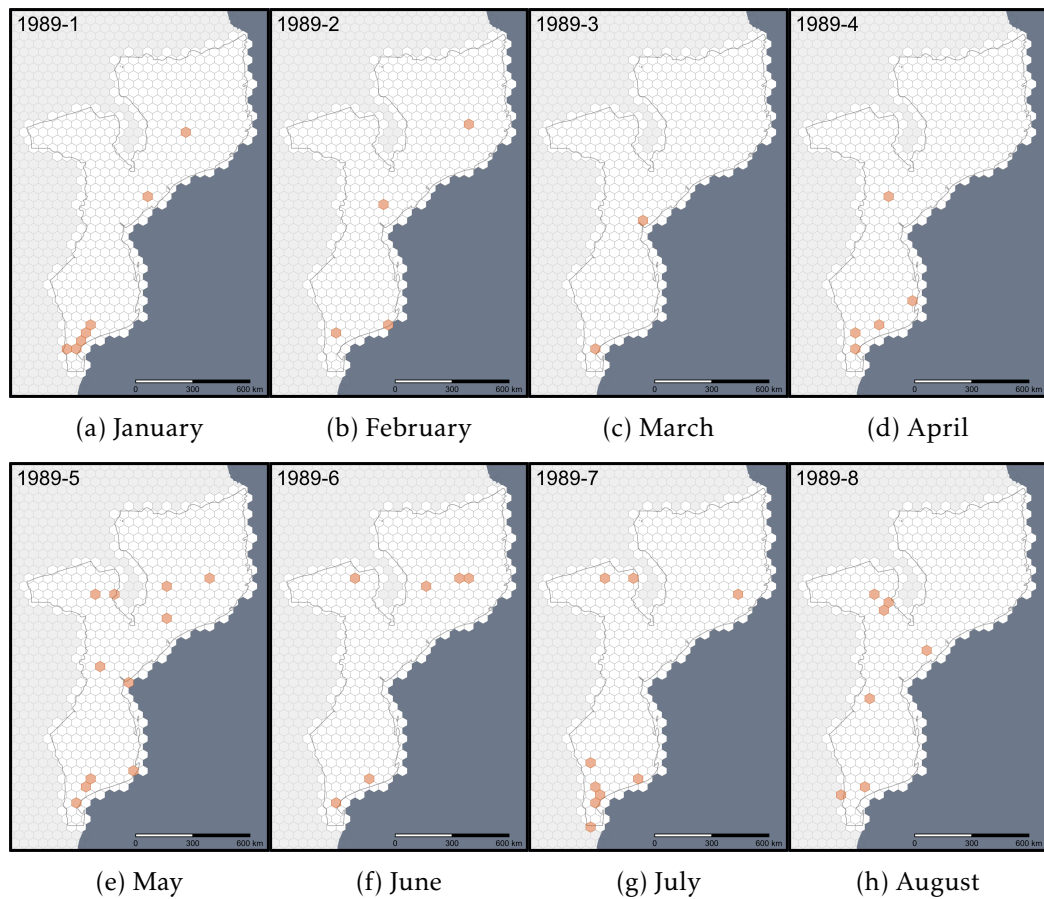 1989-1 1989-2 1989-3 1989-4
0 300 600 km 0 300 600 km 0 300 600 km 0 300 600 km
(a) January (b) February (c) March (d) April
1989-5 1989-6 1989-7 1989-8
0 300 600 km 0 300 600 km 0 300 600 km 0 300 600 km
(e) May (f) June (g) July (h) August